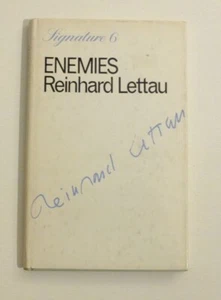 Signature 6
ENEMIES
Reinhard Lettau
Reinhard Lettau